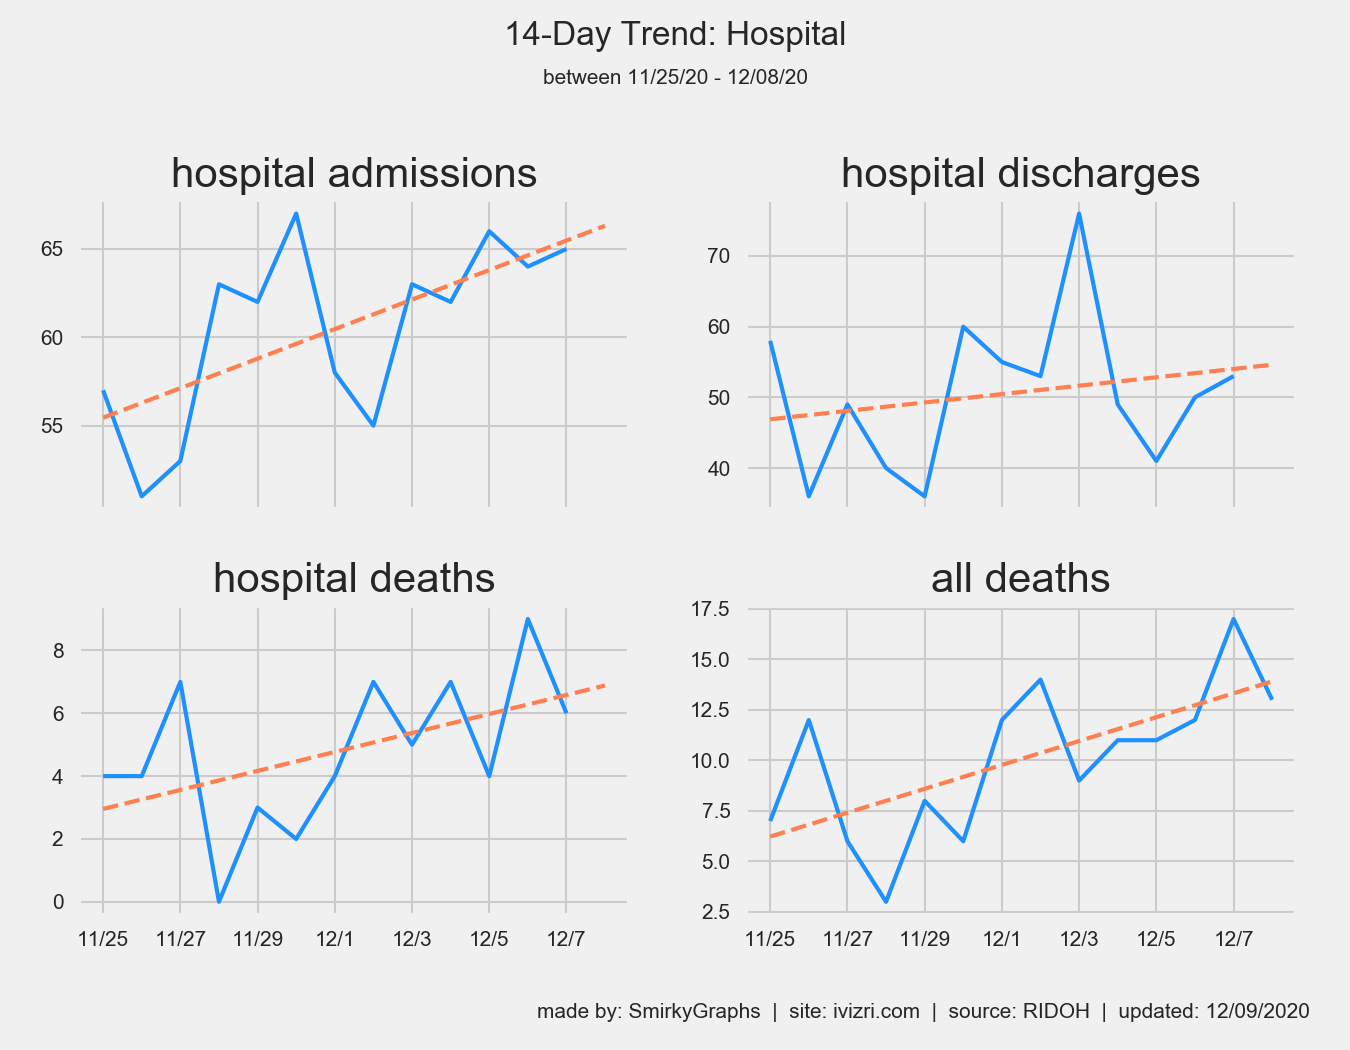 14-Day Trend: Hospital
between 11/25/20 - 12/08/20
hospital admissions
65
60
55
hospital discharges
70
60
50
40
hospital deaths
8
6
4
2
0
11/25 11/27 11/29 12/1 12/3 12/5 12/7
all deaths
17.5
15.0
12.5
10.0
7.5
5.0
2.5
11/25 11/27 11/29 12/1 12/3 12/5 12/7
made by: SmirkyGraphs | site: ivizri.com | source: RIDOH | updated: 12/09/2020